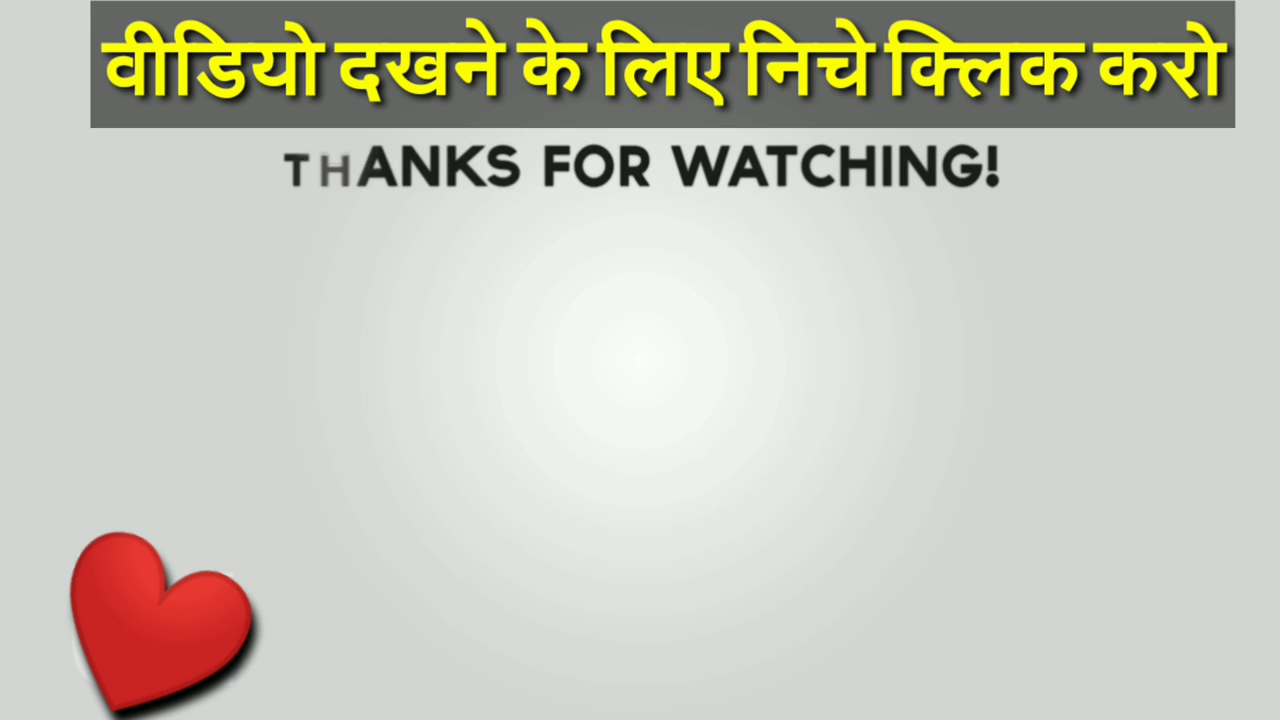 वीडियो दखने के लिए निचे क्लिक करो
THANKS FOR WATCHING!